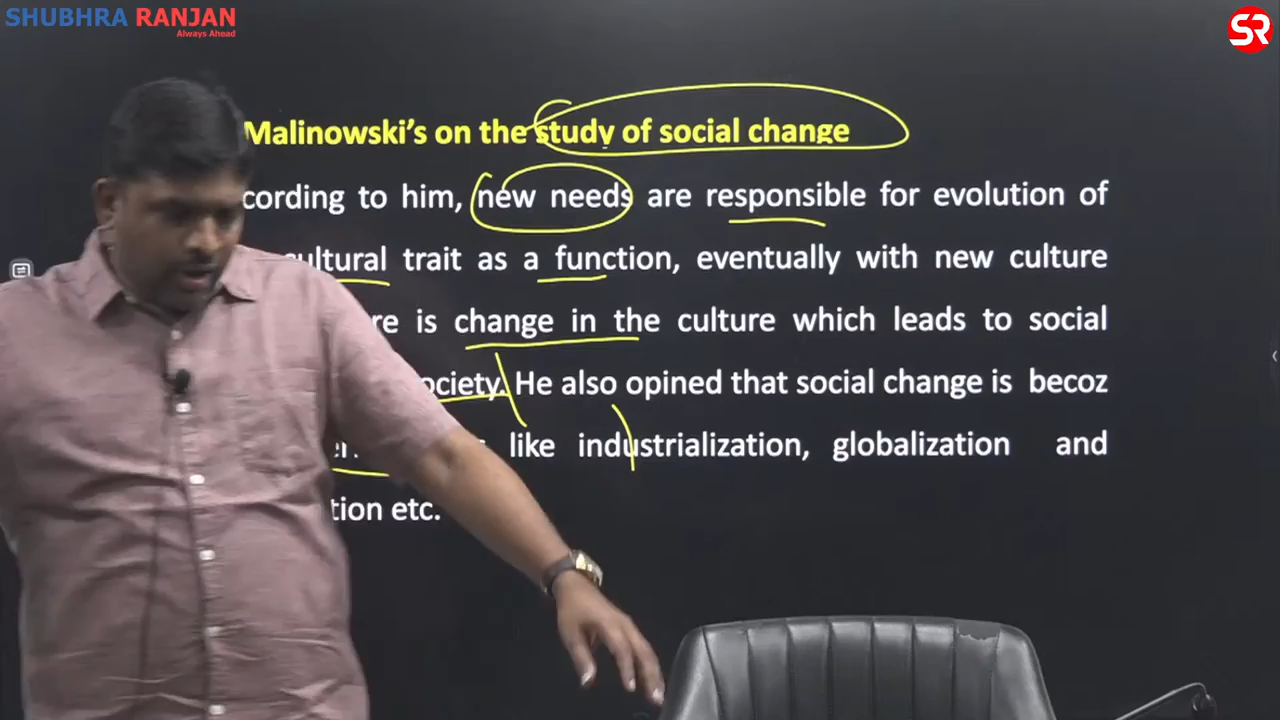 SHUBHRA RANJAN
Always Ahead
SR
Malinowski's on the study of social change
cording to him, new needs are responsible for evolution of
cultural trait as a function, eventually with new culture
re is change in the culture which leads to social
ociety. He also opined that social change is becoz
like industrialization, globalization and
tion etc.